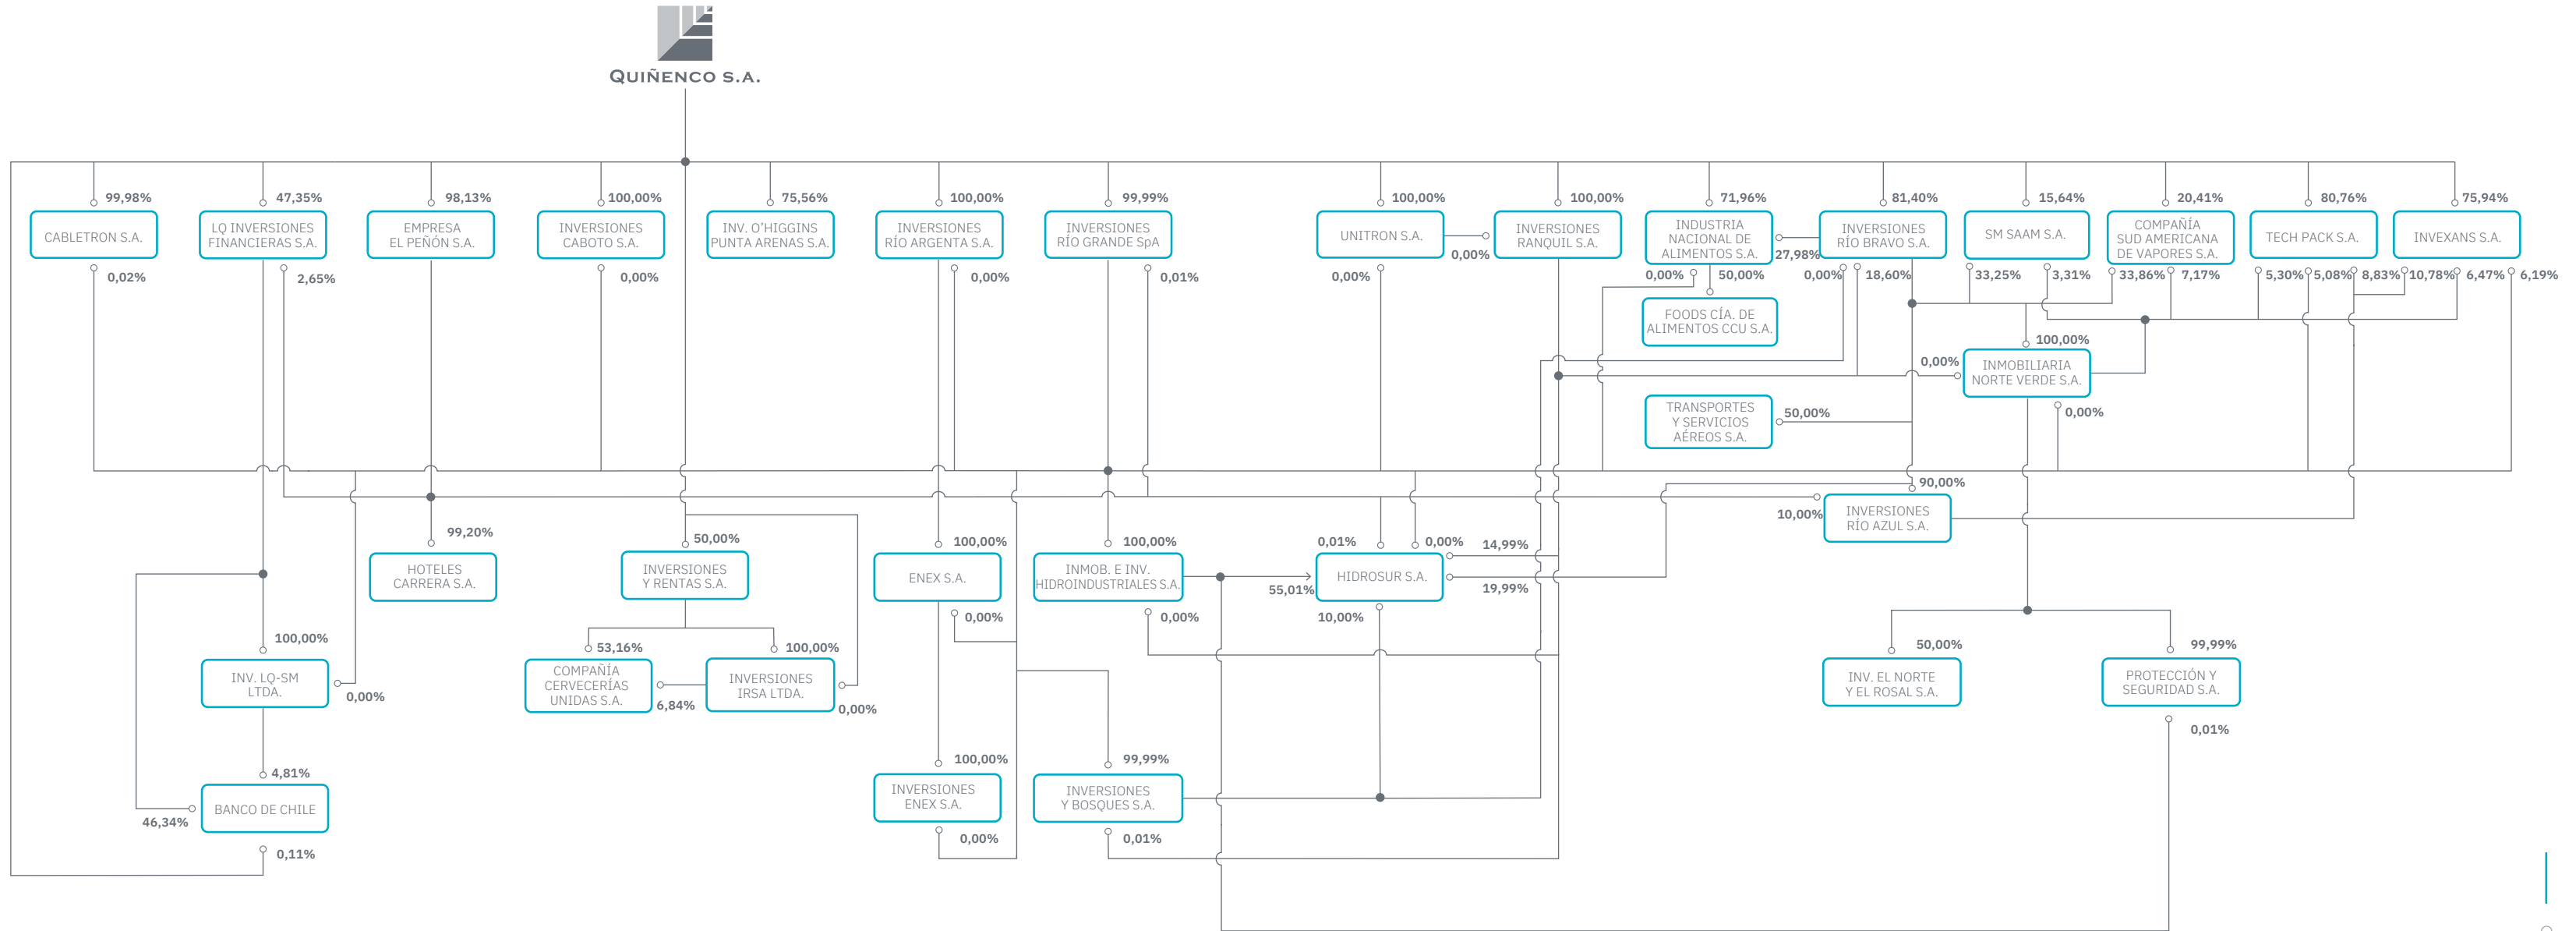 QUIÑENCO S.A.
99,98%
47,35%
98,13%
100,00%
75,56%
100,00%
99,99%
100,00%
100,00%
71,96%
81,40%
15,64%
20,41%
80,76%
75,94%
CABLETRON S.A.
LQ INVERSIONES
FINANCIERAS S.A.
EMPRESA
EL PEÑÓN S.A.
INVERSIONES
CABOTO S.A.
INV. O’HIGGINS
PUNTA ARENAS S.A.
INVERSIONES
RÍO ARGENTA S.A.
INVERSIONES
RÍO GRANDE SpA
UNITRON S.A.
0,00%
INVERSIONES
RANQUIL S.A.
INDUSTRIA
NACIONAL DE
ALIMENTOS S.A.
27,98%
INVERSIONES
RÍO BRAVO S.A.
SM SAAM S.A.
COMPAÑÍA
SUD AMERICANA
DE VAPORES S.A.
TECH PACK S.A.
INVEXANS S.A.
0,02%
2,65%
0,00%
0,00%
0,01%
0,00%
0,00%
50,00%
0,00%
18,60%
33,25%
3,31%
33,86%
7,17%
5,30%
5,08%
8,83%
10,78%
6,47%
6,19%
FOODS CÍA. DE
ALIMENTOS CCU S.A.
100,00%
0,00%
INMOBILIARIA
NORTE VERDE S.A.
0,00%
TRANSPORTES
Y SERVICIOS
AÉREOS S.A.
50,00%
90,00%
10,00%
INVERSIONES
RÍO AZUL S.A.
99,20%
HOTELES
CARRERA S.A.
50,00%
INVERSIONES
Y RENTAS S.A.
100,00%
ENEX S.A.
0,00%
100,00%
INMOB. E INV.
HIDROINDUSTRIALES S.A.
0,00%
55,01%
0,01%
0,00%
14,99%
HIDROSUR S.A.
19,99%
10,00%
100,00%
INV. LQ-SM
LTDA.
0,00%
53,16%
COMPAÑÍA
CERVECERÍAS
UNIDAS S.A.
6,84%
100,00%
INVERSIONES
IRSA LTDA.
0,00%
50,00%
INV. EL NORTE
Y EL ROSAL S.A.
99,99%
PROTECCIÓN Y
SEGURIDAD S.A.
0,01%
4,81%
BANCO DE CHILE
46,34%
0,11%
100,00%
INVERSIONES
ENEX S.A.
0,00%
99,99%
INVERSIONES
Y BOSQUES S.A.
0,01%